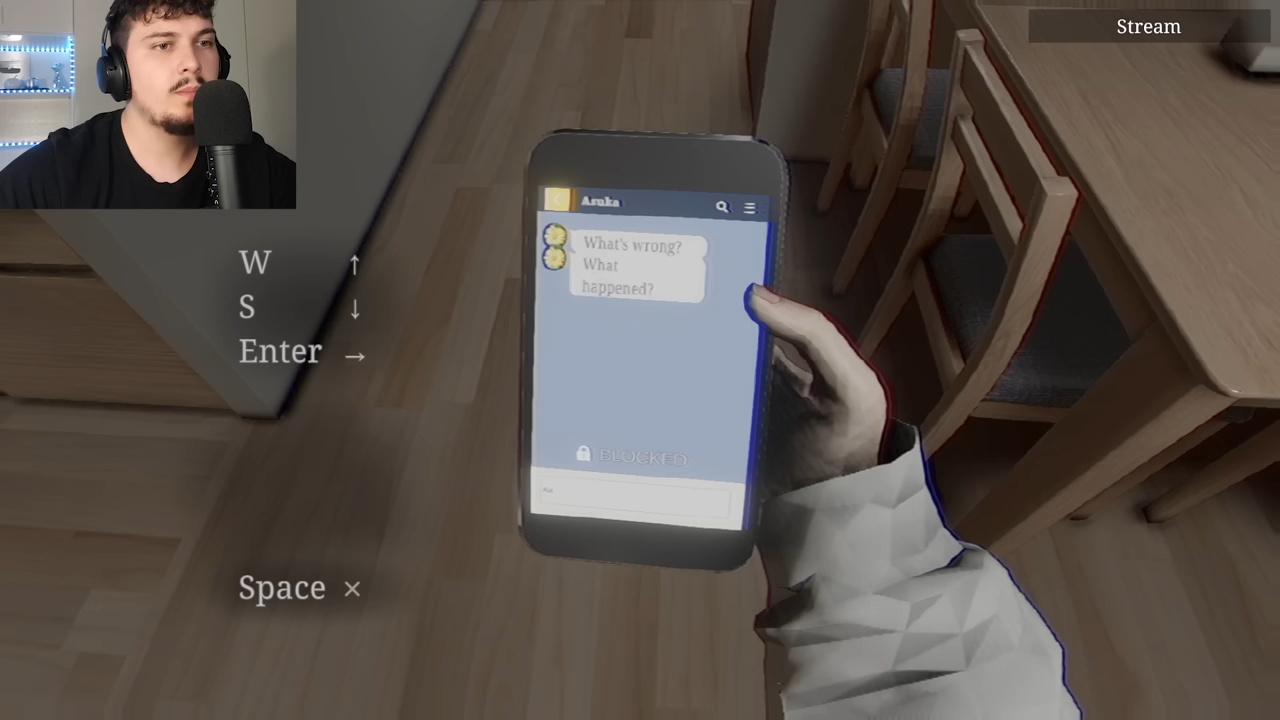 Stream
Asuka
What's wrong?
What
happened?
BLOCKED
W ↑
S ↓
Enter →
Space ×